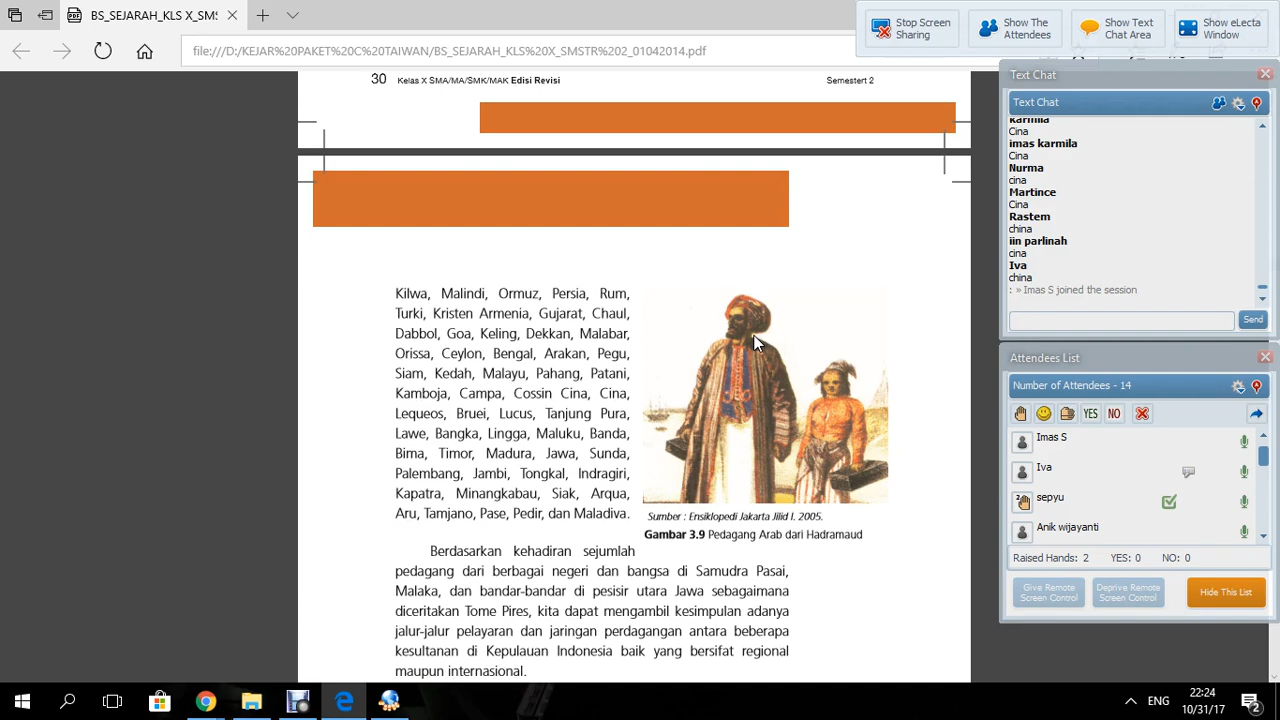 BS_SEJARAH_KLS X_SMS
file:///D:/KEJAR%20PAKET%20C%20TAIWAN/BS_SEJARAH_KLS%20X_SMSTR%202_01042014.pdf
Stop Screen
Sharing
Show The
Attendees
Show Text
Chat Area
Show eLecta
Window
30 Kelas X SMA/MA/SMK/MAK Edisi Revisi
Semestert 2
Kilwa, Malindi, Ormuz, Persia, Rum,
Turki, Kristen Armenia, Gujarat, Chaul,
Dabbol, Goa, Keling, Dekkan, Malabar,
Orissa, Ceylon, Bengal, Arakan, Pegu,
Siam, Kedah, Malayu, Pahang, Patani,
Kamboja, Campa, Cossin Cina, Cina,
Lequeos, Bruei, Lucus, Tanjung Pura,
Lawe, Bangka, Lingga, Maluku, Banda,
Bima, Timor, Madura, Jawa, Sunda,
Palembang, Jambi, Tongkal, Indragiri,
Kapatra, Minangkabau, Siak, Arqua,
Aru, Tamjano, Pase, Pedir, dan Maladiva.
Sumber : Ensiklopedi Jakarta Jilid I. 2005.
Gambar 3.9 Pedagang Arab dari Hadramaud
Berdasarkan kehadiran sejumlah
pedagang dari berbagai negeri dan bangsa di Samudra Pasai,
Malaka, dan bandar-bandar di pesisir utara Jawa sebagaimana
diceritakan Tome Pires, kita dapat mengambil kesimpulan adanya
jalur-jalur pelayaran dan jaringan perdagangan antara beberapa
kesultanan di Kepulauan Indonesia baik yang bersifat regional
maupun internasional.
Text Chat
Text Chat
karmila
Cina
imas karmila
Cina
Nurma
cina
Martince
Cina
Rastem
china
iin parlinah
cina
Iva
china
: » Imas S joined the session
Send
Attendees List
Number of Attendees - 14
YES NO
Imas S
Iva
sepyu
Anik wijayanti
Raised Hands: 2 YES: 0 NO: 0
Give Remote
Screen Control
Deprive Remote
Screen Control
Hide This List
ENG
22:24
10/31/17
2